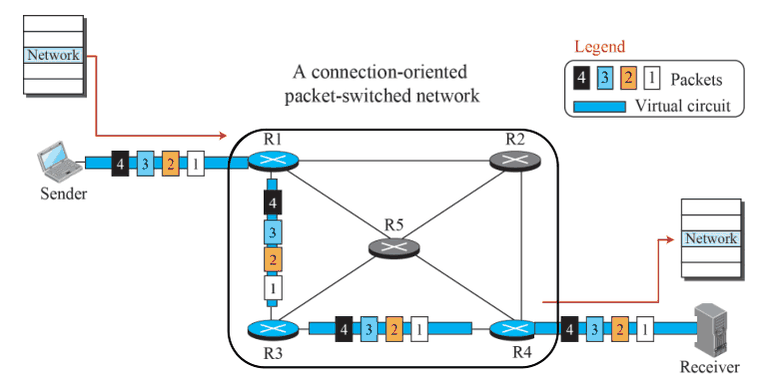 Network
Legend
4 3 2 1 Packets
Virtual circuit
A connection-oriented
packet-switched network
R1
R2
4 3 2 1
Sender
4
3
2
1
R5
Network
4 3 2 1
4 3 2 1
R3
R4
Receiver